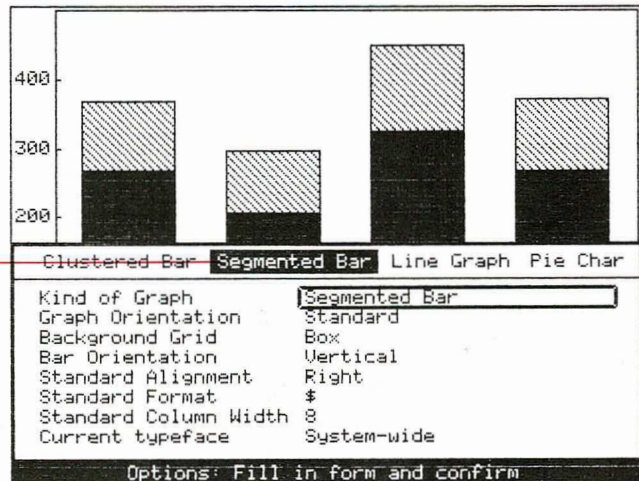 400
300
200
Clustered Bar Segmented Bar Line Graph Pie Char
Kind of Graph Segmented Bar
Graph Orientation Standard
Background Grid Box
Bar Orientation Vertical
Standard Alignment Right
Standard Format $
Standard Column Width 8
Current typeface System-wide
Options: Fill in form and confirm